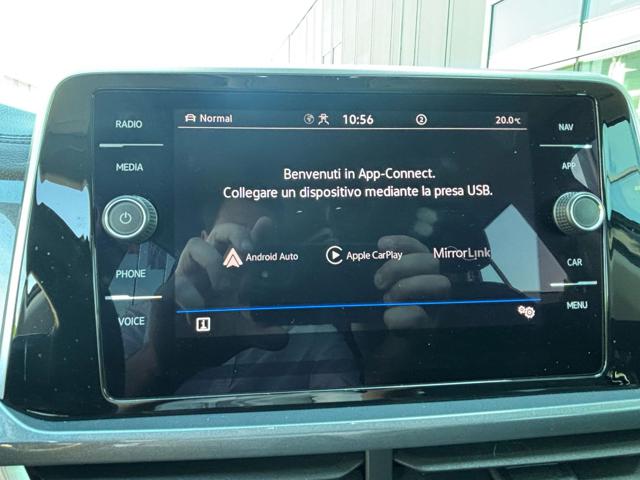 Normal 10:56 2 20.0°C
RADIO
MEDIA
PHONE
VOICE
Benvenuti in App-Connect.
Collegare un dispositivo mediante la presa USB.
Android Auto Apple CarPlay MirrorLink
NAV
APP
CAR
MENU